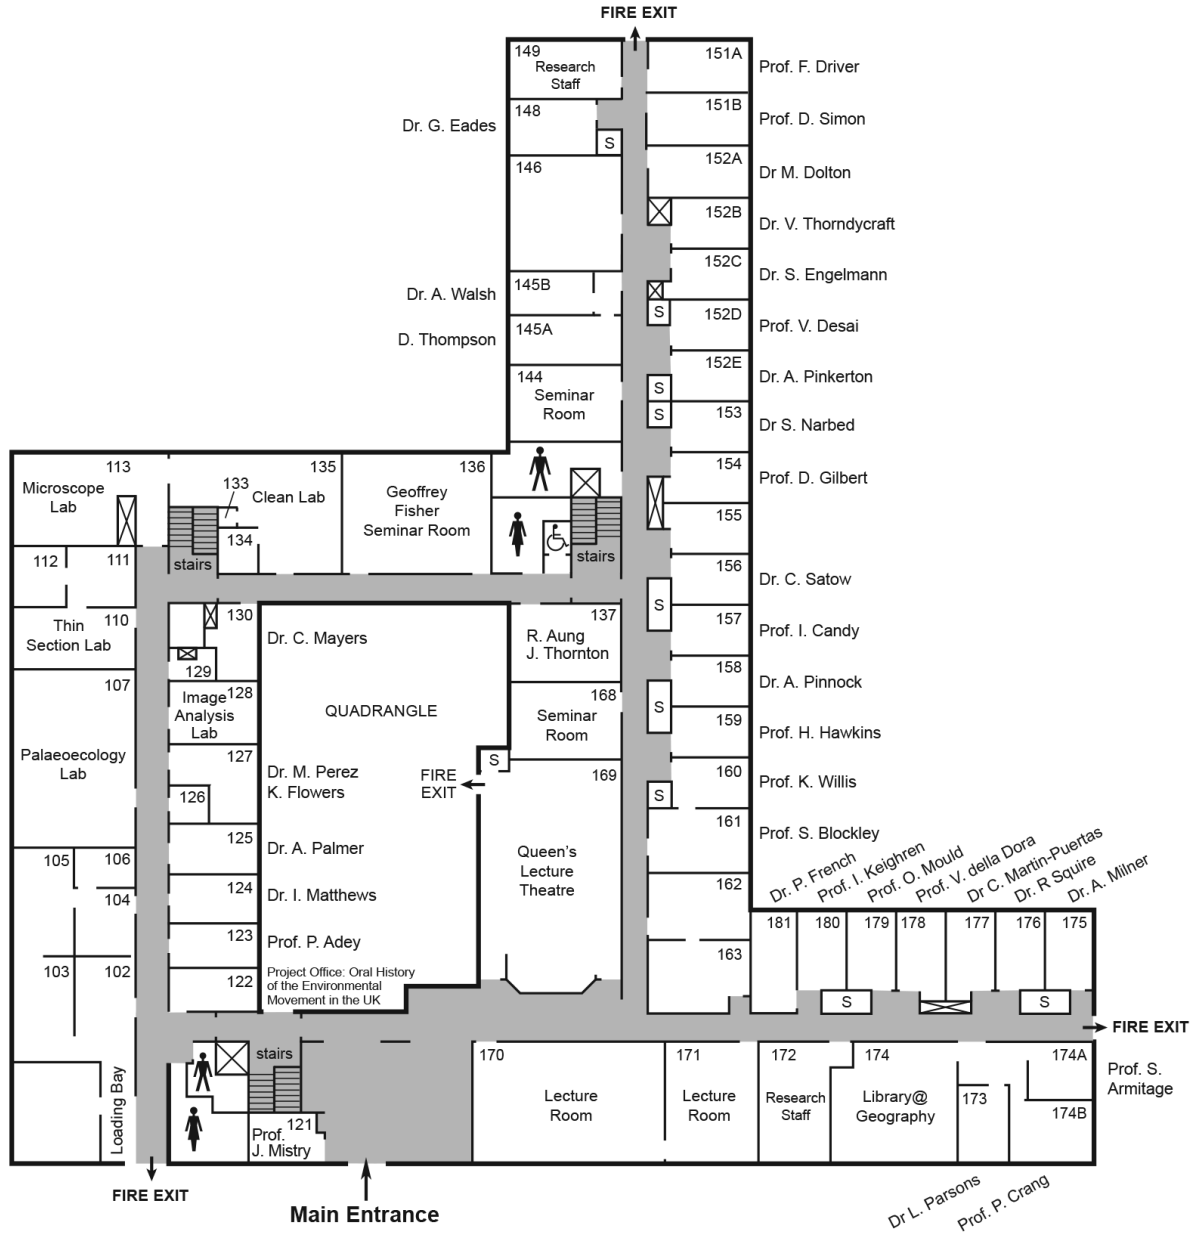 FIRE EXIT
149
Research
Staff
151A
Prof. F. Driver
148
Dr. G. Eades
S
151B
Prof. D. Simon
146
152A
Dr M. Dolton
152B
Dr. V. Thorndycraft
152C
Dr. S. Engelmann
145B
Dr. A. Walsh
S
152D
Prof. V. Desai
145A
D. Thompson
152E
Dr. A. Pinkerton
144
Seminar
Room
S
S
153
Dr S. Narbed
154
Prof. D. Gilbert
155
113
Microscope
Lab
135
133
Clean Lab
134
136
Geoffrey
Fisher
Seminar Room
stairs
stairs
112
111
156
Dr. C. Satow
S
157
Prof. I. Candy
110
Thin
Section Lab
130
Dr. C. Mayers
137
R. Aung
J. Thornton
129
158
Dr. A. Pinnock
S
107
Palaeoecology
Lab
128
Image
Analysis
Lab
QUADRANGLE
168
Seminar
Room
159
Prof. H. Hawkins
127
Dr. M. Perez
K. Flowers
126
FIRE
EXIT
S
169
Queen's
Lecture
Theatre
160
Prof. K. Willis
S
161
Prof. S. Blockley
125
Dr. A. Palmer
105
106
124
Dr. I. Matthews
104
162
123
Prof. P. Adey
103
102
122
Project Office: Oral History
of the Environmental
Movement in the UK
163
Dr. P. French
Prof. I. Keighren
Prof. O. Mould
Prof. V. della Dora
Dr C. Martin-Puertas
Dr. R Squire
Dr. A. Milner
181
180
179
178
177
176
175
S
S
FIRE EXIT
stairs
170
Lecture
Room
171
Lecture
Room
172
Research
Staff
174
Library@
Geography
173
174A
Prof. S.
Armitage
174B
Loading Bay
121
Prof.
J. Mistry
Dr L. Parsons
Prof. P. Crang
FIRE EXIT
Main Entrance